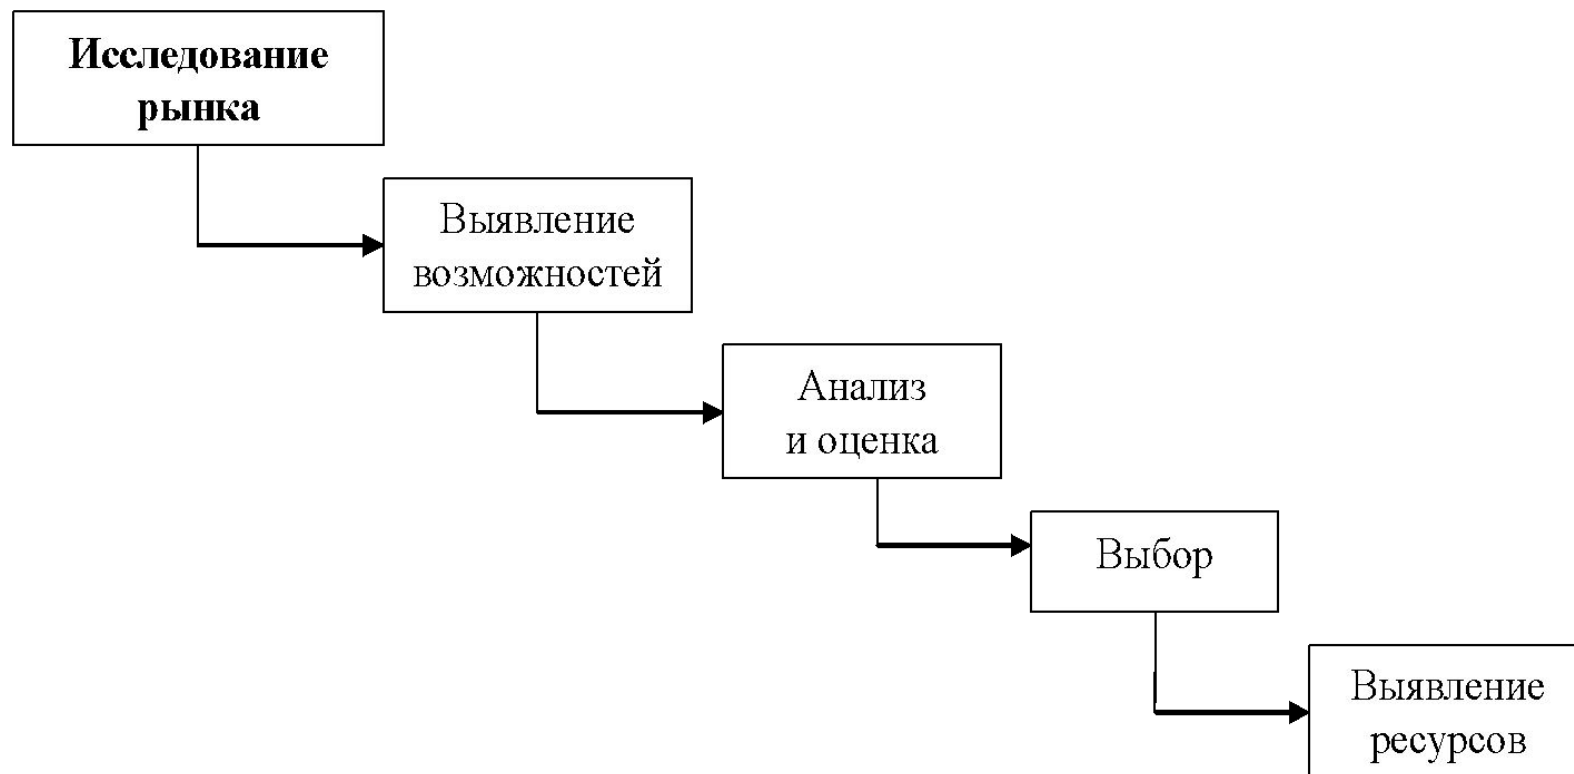 Исследование
рынка
Выявление
возможностей
Анализ
и оценка
Выбор
Выявление
ресурсов